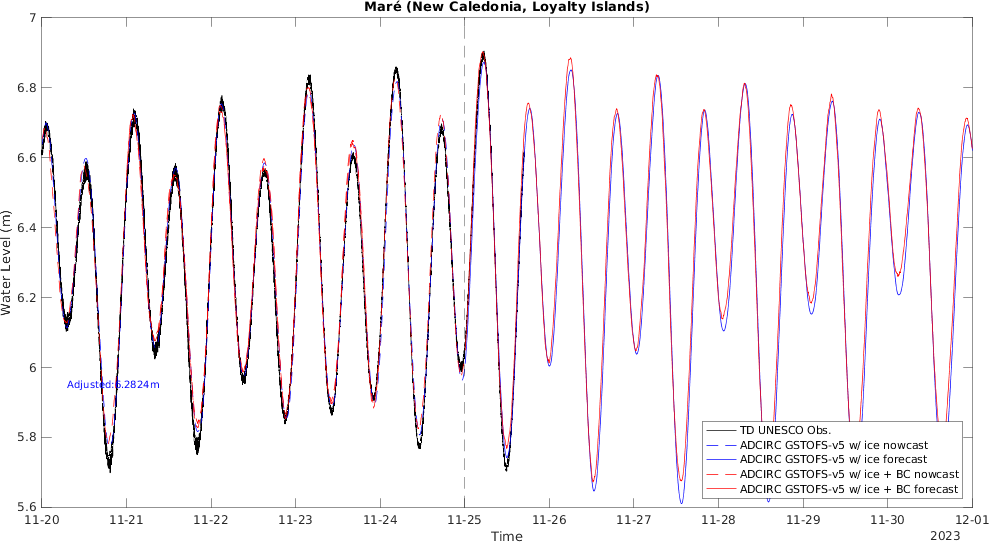 Maré (New Caledonia, Loyalty Islands)
7
6.8
6.6
6.4
6.2
6
5.8
5.6
Water Level (m)
Adjusted:6.2824m
TD UNESCO Obs.
ADCIRC GSTOFS-v5 w/ ice nowcast
ADCIRC GSTOFS-v5 w/ ice forecast
ADCIRC GSTOFS-v5 w/ ice + BC nowcast
ADCIRC GSTOFS-v5 w/ ice + BC forecast
11-20 11-21 11-22 11-23 11-24 11-25 11-26 11-27 11-28 11-29 11-30 12-01
Time
2023